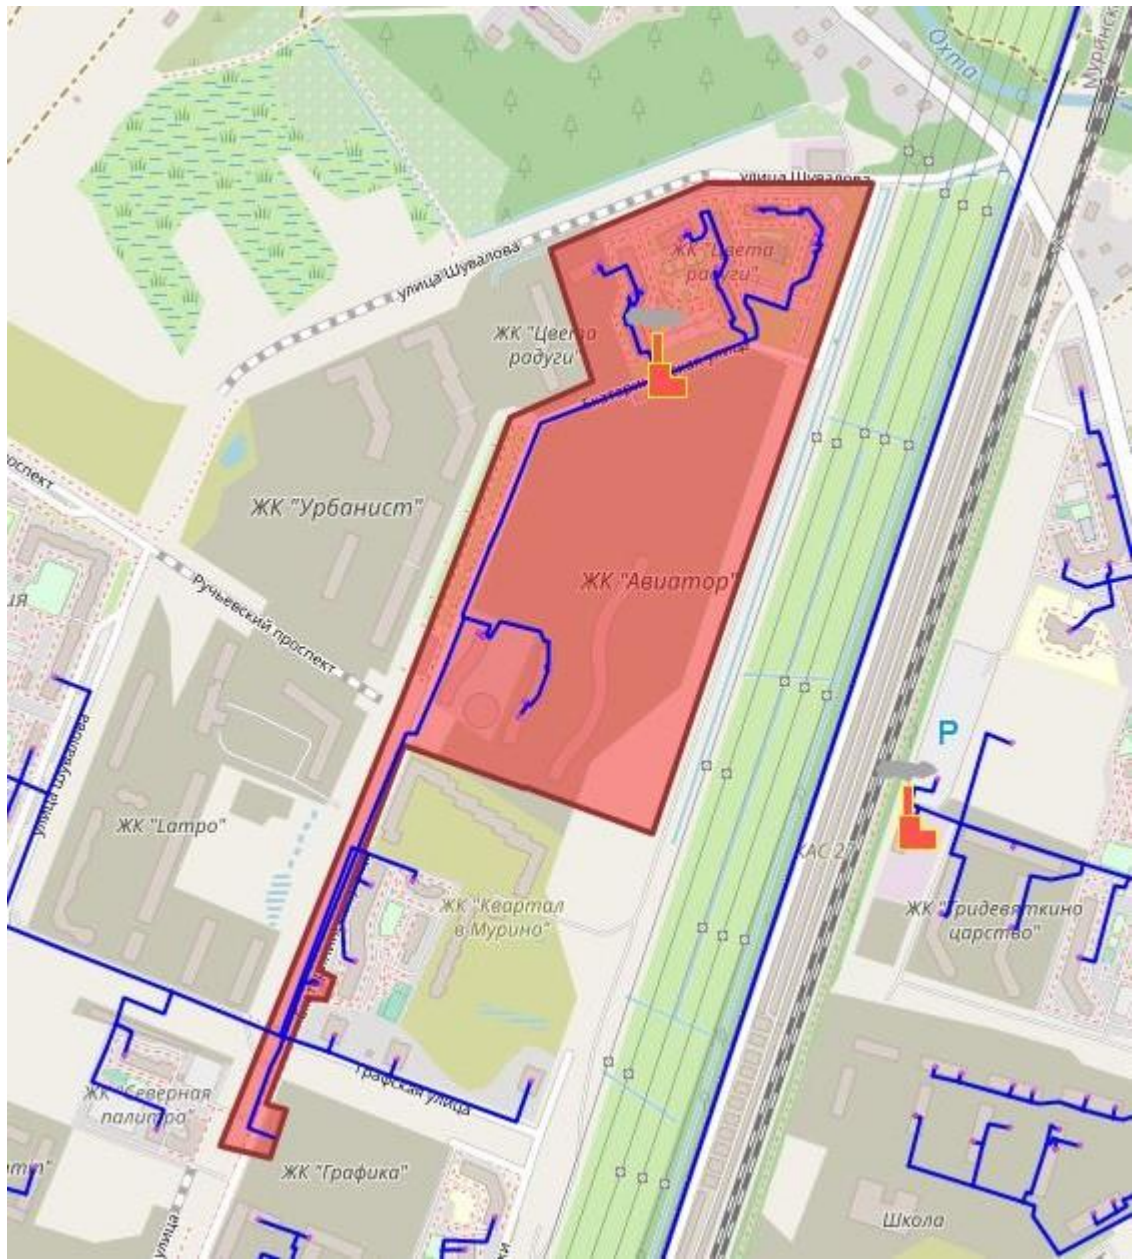 Охта
Муринск
улица Шувалова
ЖК "Цвета
радуги"
улица Шувалова
ЖК "Цвета
радуги"
оспект
ЖК "Урбанист"
ЖК "Авиатор"
ия
Ручьевский проспект
улица Шувалова
P
ЖК "Lampo"
КАС 2
ЖК "Квартал
в Мурино"
ЖК "Тридевяткино
царство"
Графская улица
ЖК "Северная
палитра"
ЖК "Графика"
улица
Школа